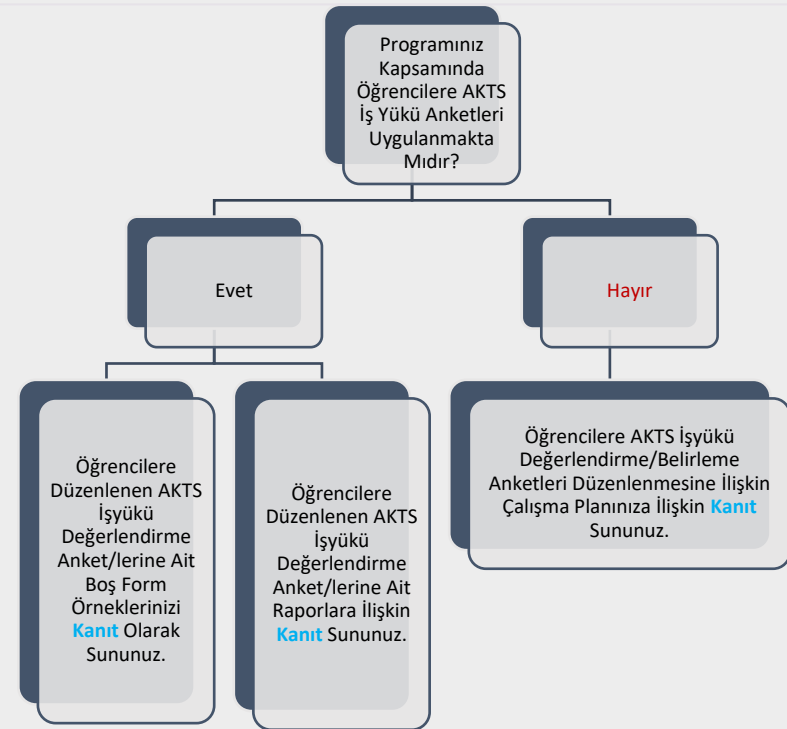 Programınız
Kapsamında
Öğrencilere AKTS
İş Yükü Anketleri
Uygulanmakta
Mıdır?
Evet
Hayır
Öğrencilere
Düzenlenen AKTS
İşyükü
Değerlendirme
Anket/lerine Ait
Boş Form
Örneklerinizi
Kanıt Olarak
Sununuz.
Öğrencilere
Düzenlenen AKTS
İşyükü
Değerlendirme
Anket/lerine Ait
Raporlara İlişkin
Kanıt Sununuz.
Öğrencilere AKTS İşyükü
Değerlendirme/Belirleme
Anketleri Düzenlenmesine İlişkin
Çalışma Planınıza İlişkin Kanıt
Sununuz.